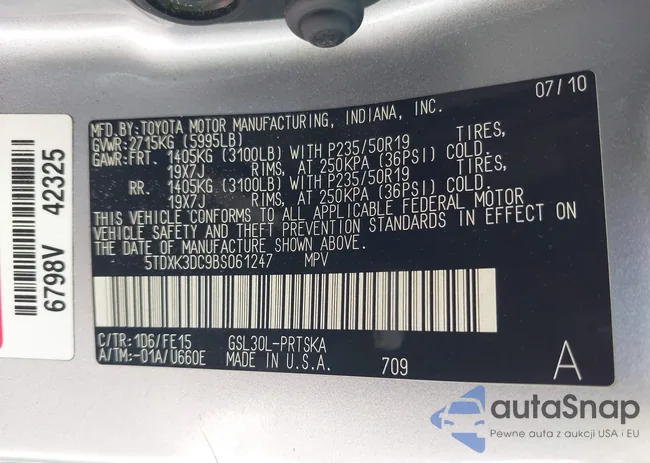 07/10
MFD.BY:TOYOTA MOTOR MANUFACTURING, INDIANA, INC.
GVWR:2715KG (5995LB)
GAWR:FRT. 1405KG (3100LB) WITH P235/50R19 TIRES,
19X7J RIMS, AT 250KPA (36PSI) COLD.
RR. 1405KG (3100LB) WITH P235/50R19 TIRES,
19X7J RIMS, AT 250KPA (36PSI) COLD.
THIS VEHICLE CONFORMS TO ALL APPLICABLE FEDERAL MOTOR
VEHICLE SAFETY AND THEFT PREVENTION STANDARDS IN EFFECT ON
THE DATE OF MANUFACTURE SHOWN ABOVE.
5TDXK3DC9BS061247 MPV
C/TR:1D6/FE15 GSL30L-PRTSKA
A/TM:-01A/U660E MADE IN U.S.A. 709 A
6798V 42325
autoSnap
Pewne auta z aukcji USA i EU